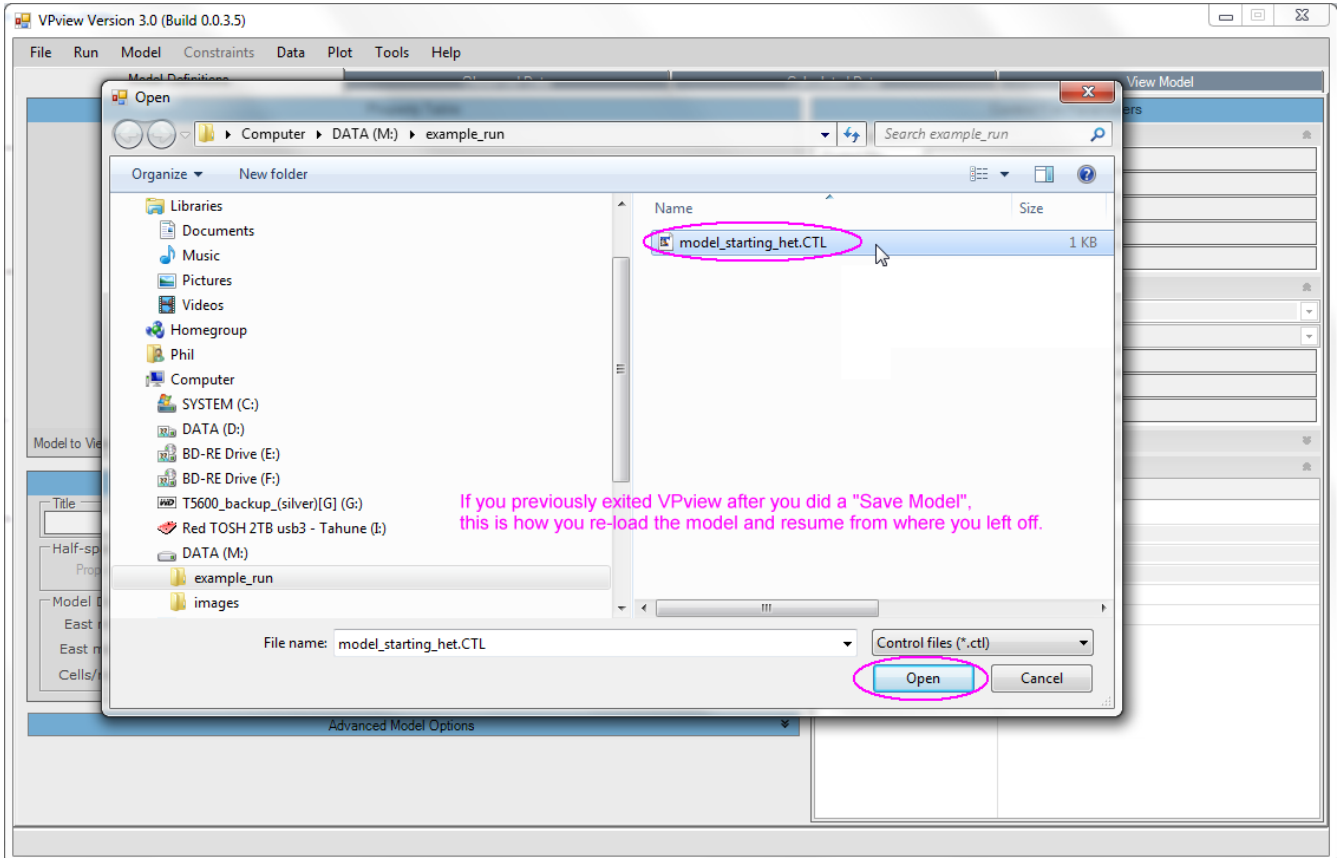 VPview Version 3.0 (Build 0.0.3.5)
File Run Model Constraints Data Plot Tools Help
Model Definitions
View Model
Open
Computer DATA (M:) example_run
Search example_run
Organize New folder
Libraries
Documents
Music
Pictures
Videos
Homegroup
Phil
Computer
SYSTEM (C:)
DATA (D:)
BD-RE Drive (E:)
BD-RE Drive (F:)
T5600_backup_(silver)[G] (G:)
Red TOSH 2TB usb3 - Tahune (I:)
DATA (M:)
example_run
images
Name Size
model_starting_het.CTL 1 KB
If you previously exited VPview after you did a "Save Model",
this is how you re-load the model and resume from where you left off.
File name: model_starting_het.CTL Control files (*.ctl)
Open Cancel
ers
Model to Vie
Title
Half-sp
Prop
Model D
East r
East m
Cells/r
Advanced Model Options